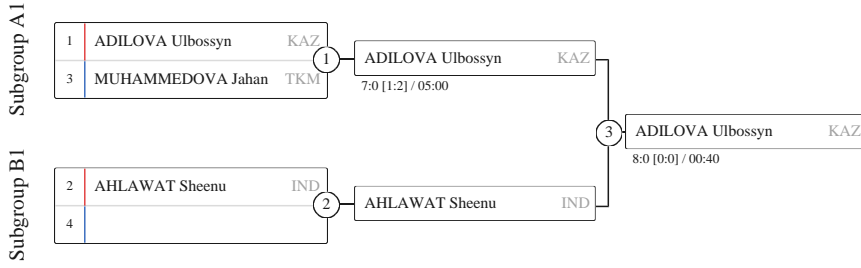 Subgroup A1
1 ADILOVA Ulbossyn KAZ
3 MUHAMMEDOVA Jahan TKM
1
ADILOVA Ulbossyn KAZ
7:0 [1:2] / 05:00
3
ADILOVA Ulbossyn KAZ
8:0 [0:0] / 00:40
Subgroup B1
2 AHLAWAT Sheenu IND
4
2
AHLAWAT Sheenu IND